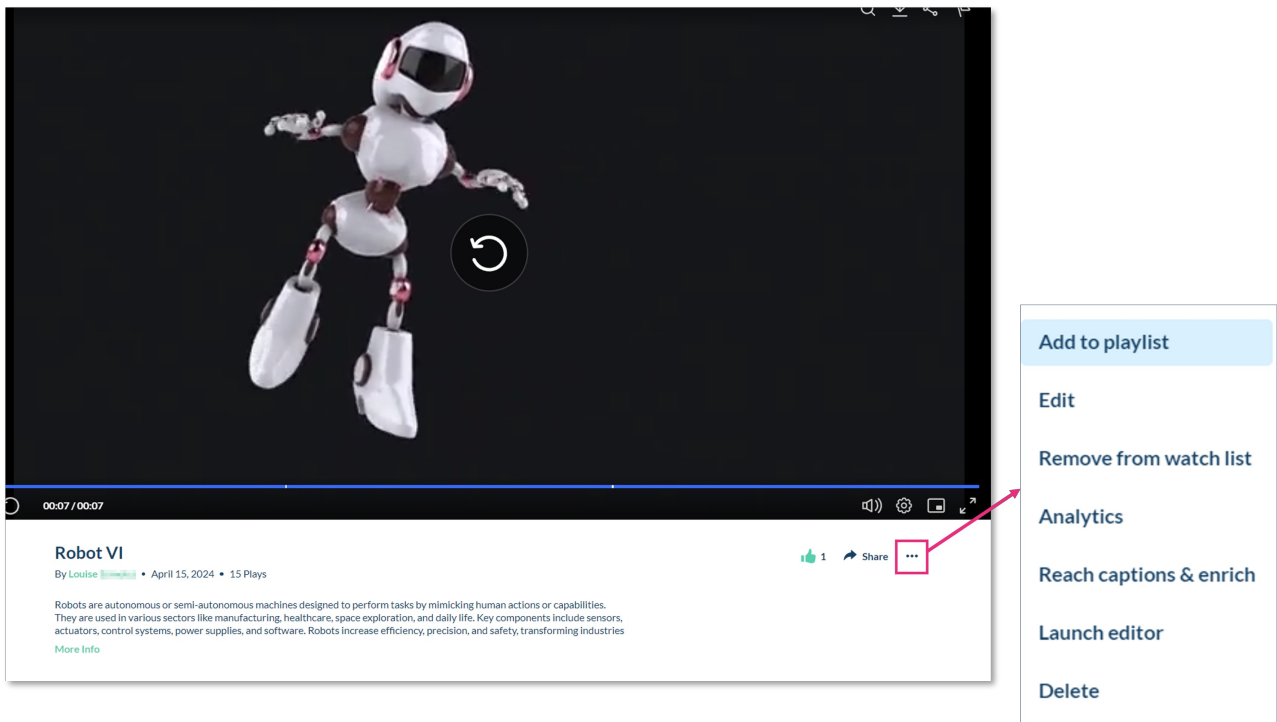 00:07 / 00:07
Robot VI
1
Share
By Louise • April 15, 2024 • 15 Plays
Robots are autonomous or semi-autonomous machines designed to perform tasks by mimicking human actions or capabilities.
They are used in various sectors like manufacturing, healthcare, space exploration, and daily life. Key components include sensors,
actuators, control systems, power supplies, and software. Robots increase efficiency, precision, and safety, transforming industries
More Info
Add to playlist
Edit
Remove from watch list
Analytics
Reach captions & enrich
Launch editor
Delete